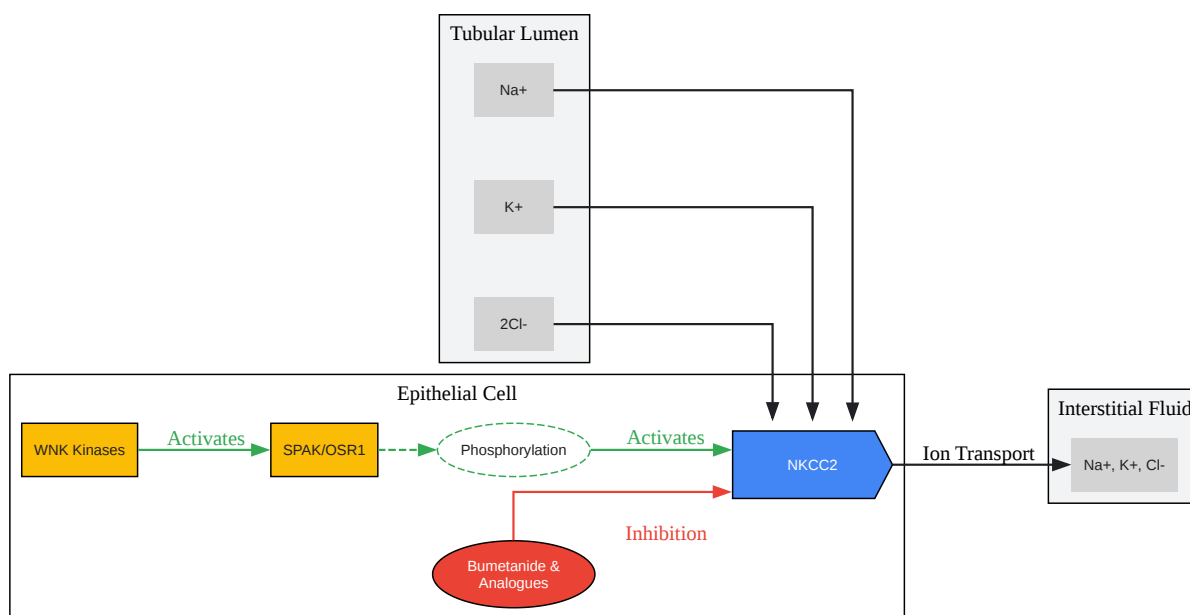 Tubular Lumen
Na+
K+
2Cl-
Epithelial Cell
Interstitial Fluid
WNK Kinases
Activates
SPAK/OSR1
Phosphorylation
Activates
NKCC2
Ion Transport
Na+, K+, Cl-
Inhibition
Bumetanide &
Analogues